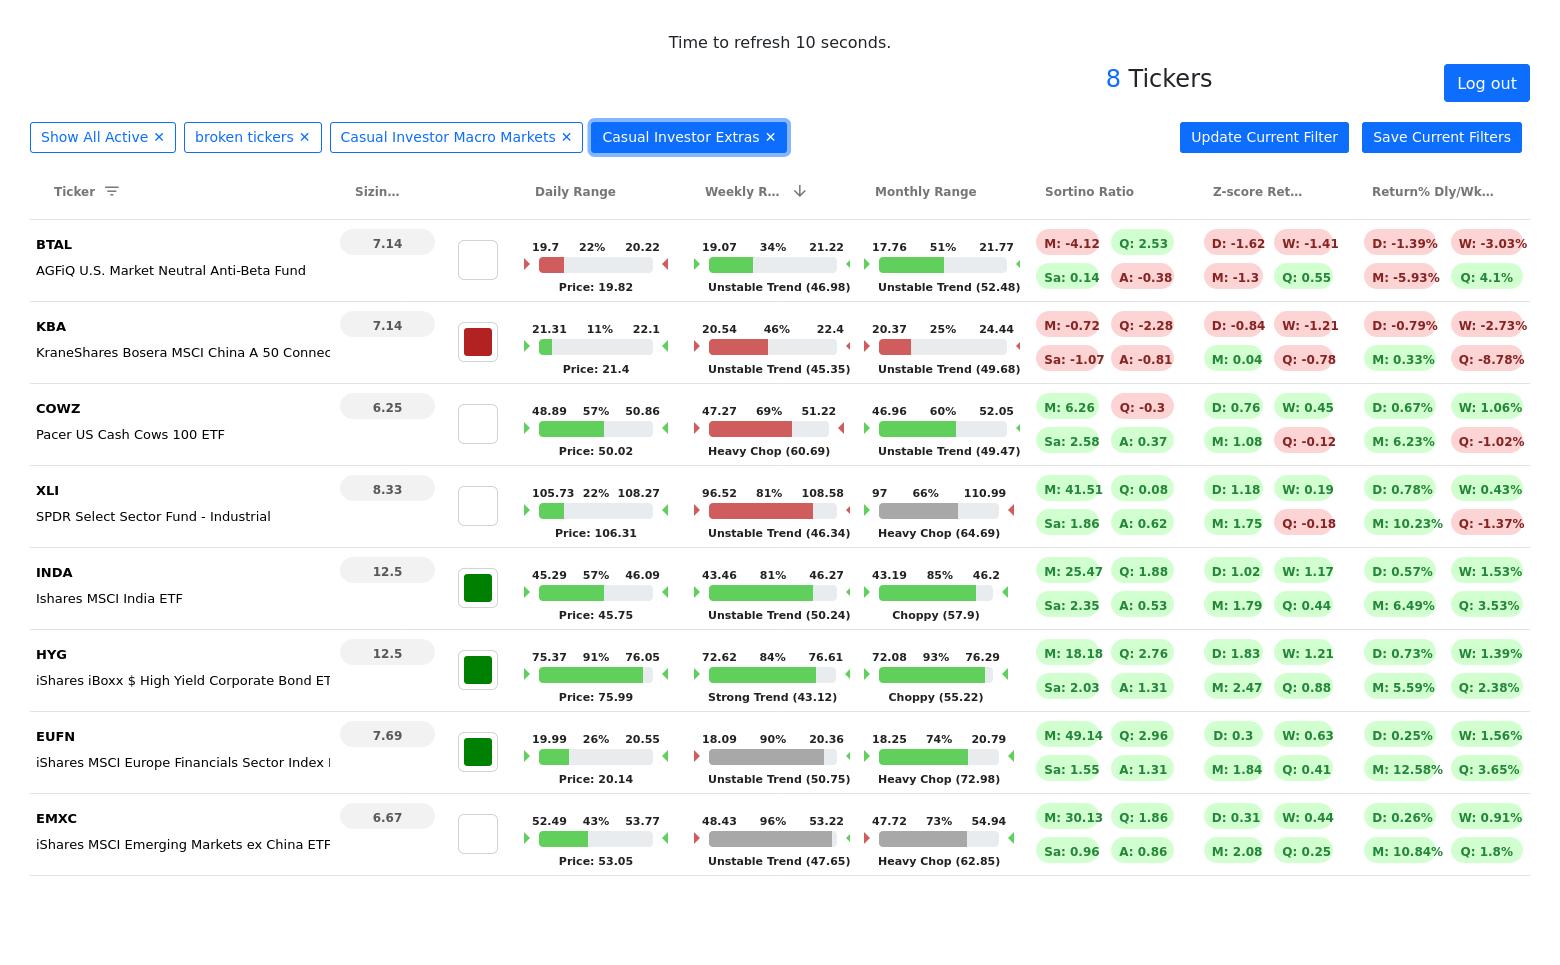 Time to refresh 10 seconds.
8 Tickers
Log out
Show All Active ✕ broken tickers ✕ Casual Investor Macro Markets ✕ Casual Investor Extras ✕ Update Current Filter Save Current Filters
Ticker Sizin... Daily Range Weekly R... Monthly Range Sortino Ratio Z-score Ret... Return% Dly/Wk...
BTAL 7.14 19.7 22% 20.22 19.07 34% 21.22 17.76 51% 21.77 M: -4.12 Q: 2.53 D: -1.62 W: -1.41 D: -1.39% W: -3.03%
AGFiQ U.S. Market Neutral Anti-Beta Fund Price: 19.82 Unstable Trend (46.98) Unstable Trend (52.48) Sa: 0.14 A: -0.38 M: -1.3 Q: 0.55 M: -5.93% Q: 4.1%
KBA 7.14 21.31 11% 22.1 20.54 46% 22.4 20.37 25% 24.44 M: -0.72 Q: -2.28 D: -0.84 W: -1.21 D: -0.79% W: -2.73%
KraneShares Bosera MSCI China A 50 Connec Price: 21.4 Unstable Trend (45.35) Unstable Trend (49.68) Sa: -1.07 A: -0.81 M: 0.04 Q: -0.78 M: 0.33% Q: -8.78%
COWZ 6.25 48.89 57% 50.86 47.27 69% 51.22 46.96 60% 52.05 M: 6.26 Q: -0.3 D: 0.76 W: 0.45 D: 0.67% W: 1.06%
Pacer US Cash Cows 100 ETF Price: 50.02 Heavy Chop (60.69) Unstable Trend (49.47) Sa: 2.58 A: 0.37 M: 1.08 Q: -0.12 M: 6.23% Q: -1.02%
XLI 8.33 105.73 22% 108.27 96.52 81% 108.58 97 66% 110.99 M: 41.51 Q: 0.08 D: 1.18 W: 0.19 D: 0.78% W: 0.43%
SPDR Select Sector Fund - Industrial Price: 106.31 Unstable Trend (46.34) Heavy Chop (64.69) Sa: 1.86 A: 0.62 M: 1.75 Q: -0.18 M: 10.23% Q: -1.37%
INDA 12.5 45.29 57% 46.09 43.46 81% 46.27 43.19 85% 46.2 M: 25.47 Q: 1.88 D: 1.02 W: 1.17 D: 0.57% W: 1.53%
Ishares MSCI India ETF Price: 45.75 Unstable Trend (50.24) Choppy (57.9) Sa: 2.35 A: 0.53 M: 1.79 Q: 0.44 M: 6.49% Q: 3.53%
HYG 12.5 75.37 91% 76.05 72.62 84% 76.61 72.08 93% 76.29 M: 18.18 Q: 2.76 D: 1.83 W: 1.21 D: 0.73% W: 1.39%
iShares iBoxx $ High Yield Corporate Bond ET Price: 75.99 Strong Trend (43.12) Choppy (55.22) Sa: 2.03 A: 1.31 M: 2.47 Q: 0.88 M: 5.59% Q: 2.38%
EUFN 7.69 19.99 26% 20.55 18.09 90% 20.36 18.25 74% 20.79 M: 49.14 Q: 2.96 D: 0.3 W: 0.63 D: 0.25% W: 1.56%
iShares MSCI Europe Financials Sector Index Price: 20.14 Unstable Trend (50.75) Heavy Chop (72.98) Sa: 1.55 A: 1.31 M: 1.84 Q: 0.41 M: 12.58% Q: 3.65%
EMXC 6.67 52.49 43% 53.77 48.43 96% 53.22 47.72 73% 54.94 M: 30.13 Q: 1.86 D: 0.31 W: 0.44 D: 0.26% W: 0.91%
iShares MSCI Emerging Markets ex China ETF Price: 53.05 Unstable Trend (47.65) Heavy Chop (62.85) Sa: 0.96 A: 0.86 M: 2.08 Q: 0.25 M: 10.84% Q: 1.8%